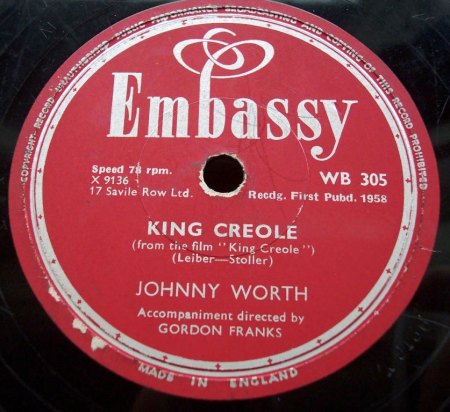 COPYRIGHT RECORD UNAUTHORISED PUBLIC PERFORMANCE BROADCASTING AND COPYING OF THIS RECORD PROHIBITED
Embassy
Speed 78 rpm.
X 9136
17 Savile Row Ltd.
WB 305
Recdg. First Pubd. 1958
KING CREOLE
(from the film "King Creole")
(Leiber—Stoller)
JOHNNY WORTH
Accompaniment directed by
GORDON FRANKS
MADE IN ENGLAND